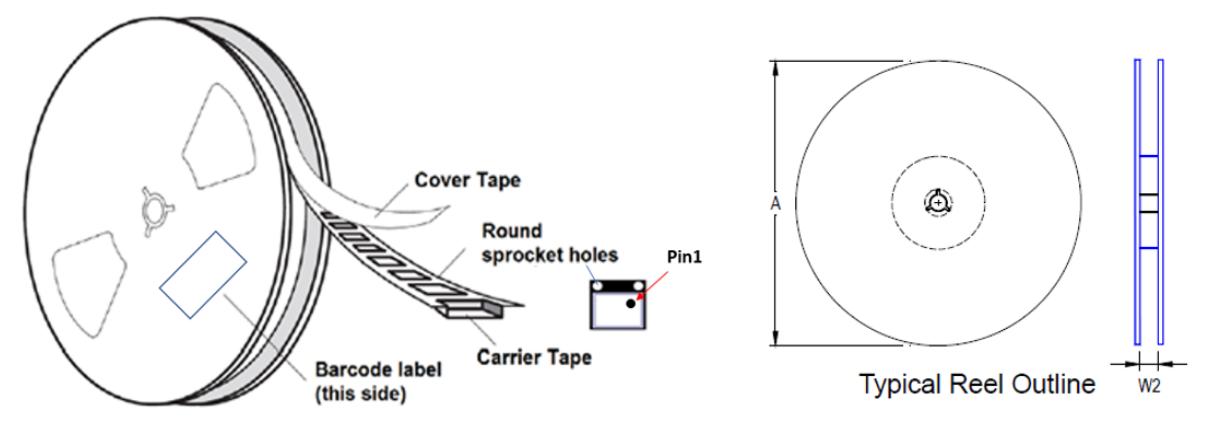 Cover Tape
Round
sprocket holes
Pin1
Carrier Tape
Barcode label
(this side)
A
Typical Reel Outline
W2